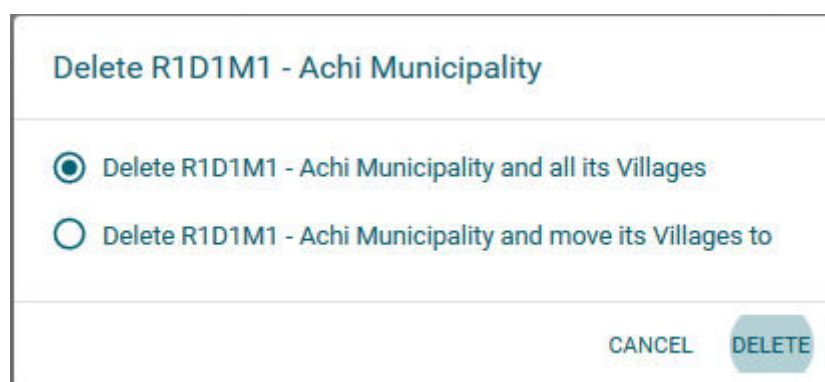 Delete R1D1M1 - Achi Municipality
Delete R1D1M1 - Achi Municipality and all its Villages
Delete R1D1M1 - Achi Municipality and move its Villages to
CANCEL DELETE